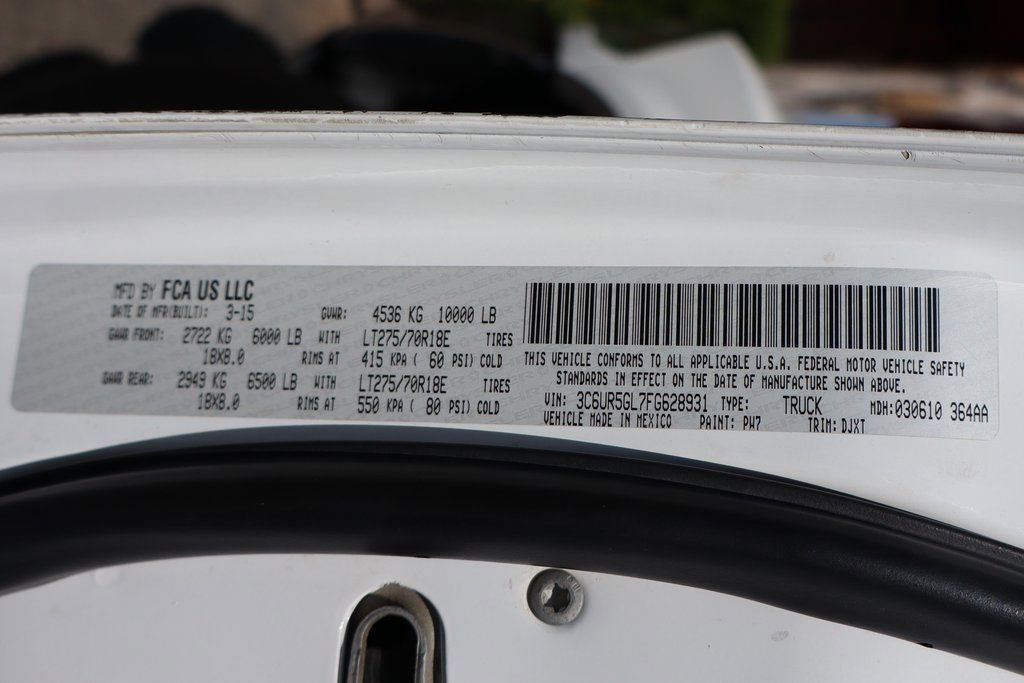 MFD BY FCA US LLC
DATE OF MFR(BUILT): 3-15 GVWR: 4536 KG 10000 LB
GAWR FRONT: 2722 KG 6000 LB WITH LT275/70R18E TIRES
18X8.0 RIMS AT 415 KPA ( 60 PSI) COLD
GAWR REAR: 2949 KG 6500 LB WITH LT275/70R18E TIRES
18X8.0 RIMS AT 550 KPA ( 80 PSI) COLD
THIS VEHICLE CONFORMS TO ALL APPLICABLE U.S.A. FEDERAL MOTOR VEHICLE SAFETY
STANDARDS IN EFFECT ON THE DATE OF MANUFACTURE SHOWN ABOVE.
VIN: 3C6UR5GL7FG628931 TYPE: TRUCK MDH:030610 364AA
VEHICLE MADE IN MEXICO PAINT: PW7 TRIM: DJXT